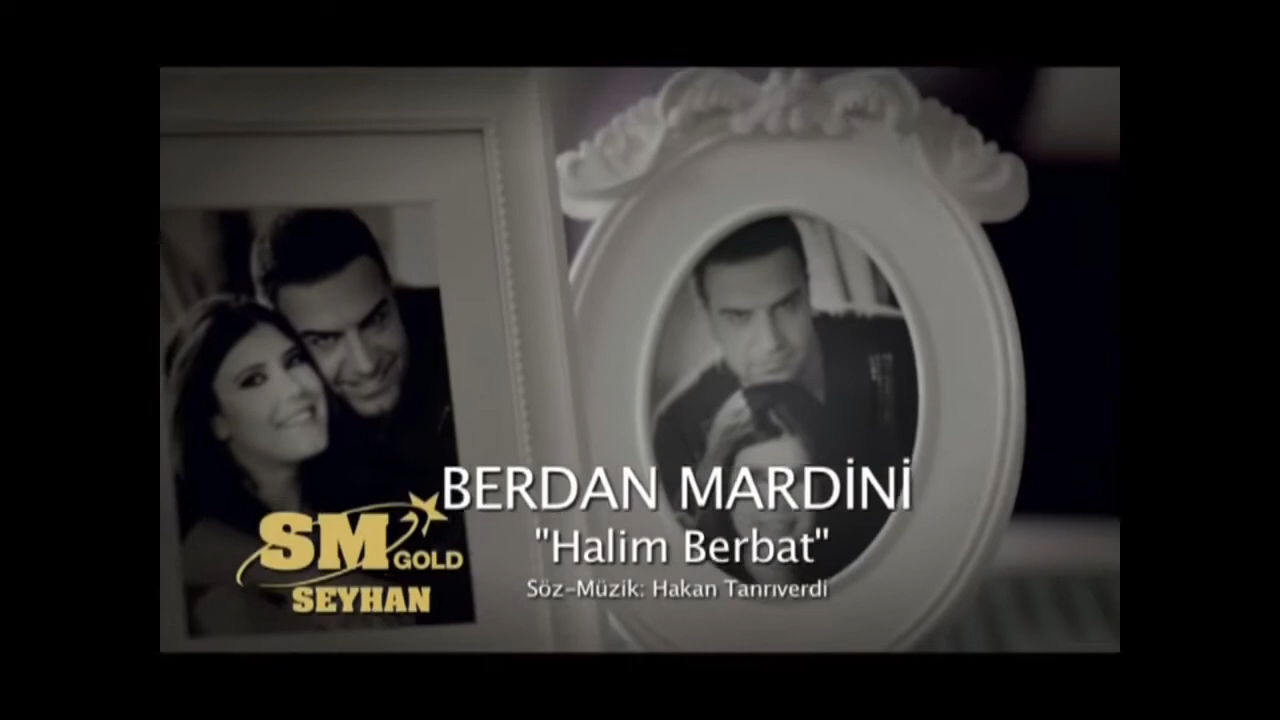 BERDAN MARDİNİ
"Halim Berbat"
Söz-Müzik: Hakan Tanrıverdi
SM GOLD
SEYHAN